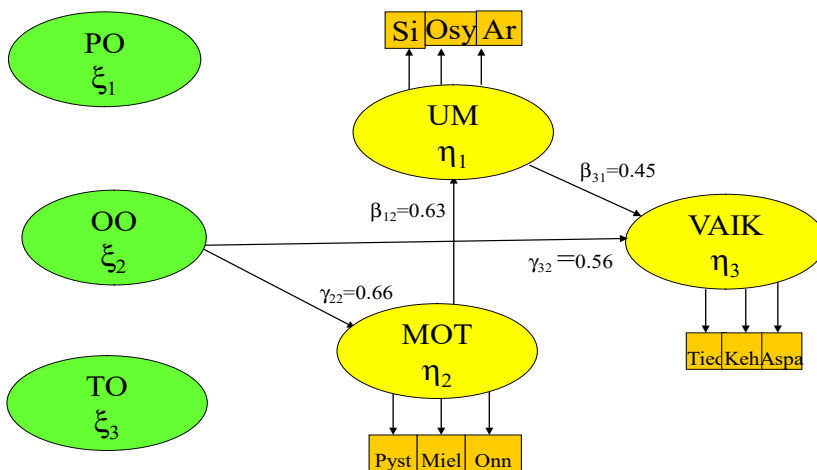 PO
ξ1
Si Osy Ar
UM
η1
β31=0.45
β12=0.63
OO
ξ2
VAIK
η3
γ32=0.56
γ22=0.66
MOT
η2
Tied Keh Aspa
TO
ξ3
Pyst Miel Onn